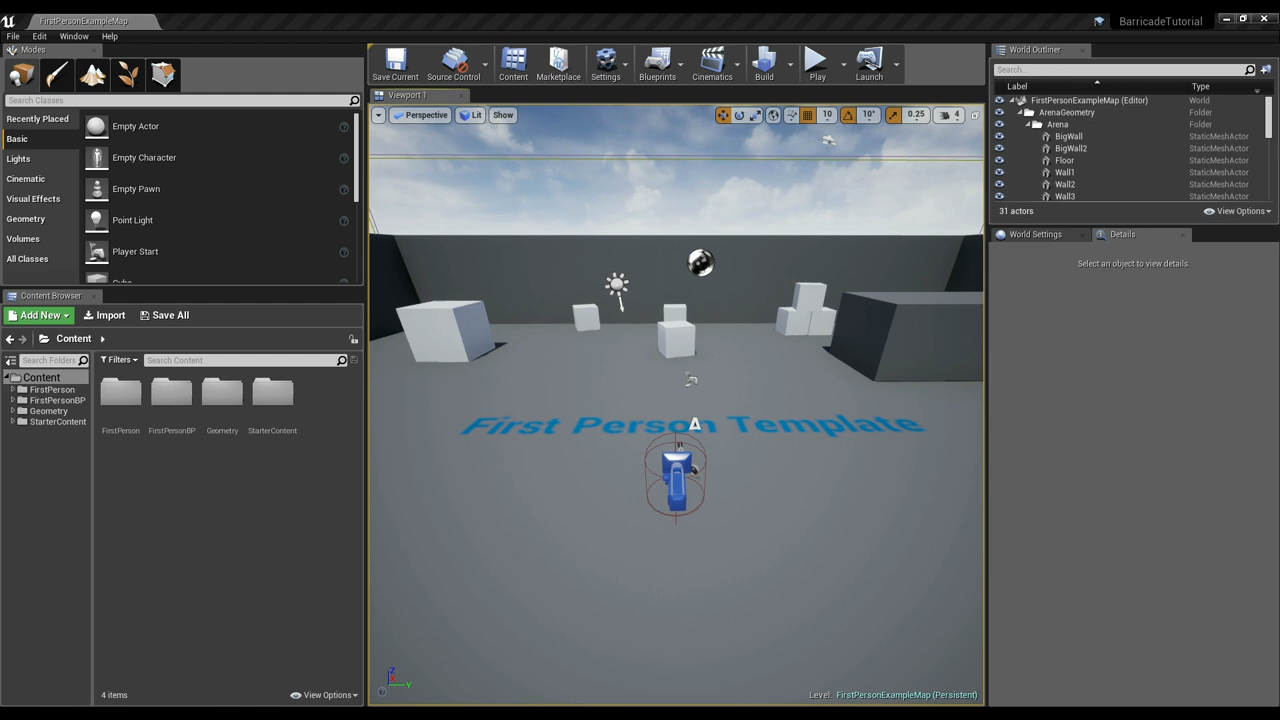 FirstPersonExampleMap
BarricadeTutorial
File Edit Window Help
Modes
Search Classes
Recently Placed
Basic
Lights
Cinematic
Visual Effects
Geometry
Volumes
All Classes
Empty Actor
Empty Character
Empty Pawn
Point Light
Player Start
Content Browser
Add New Import Save All
Content
Search Folders
Filters Search Content
Content
FirstPerson
FirstPersonBP
Geometry
StarterContent
FirstPerson FirstPersonBP Geometry StarterContent
4 items View Options
Save Current Source Control Content Marketplace Settings Blueprints Cinematics Build Play Launch
Viewport 1
Perspective Lit Show 10 10° 0.25 4
First Person Template
Z
X
Y
Level: FirstPersonExampleMap (Persistent)
World Outliner
Search...
Label Type
FirstPersonExampleMap (Editor) World
ArenaGeometry Folder
Arena Folder
BigWall StaticMeshActor
BigWall2 StaticMeshActor
Floor StaticMeshActor
Wall1 StaticMeshActor
Wall2 StaticMeshActor
Wall3 StaticMeshActor
31 actors View Options
World Settings Details
Select an object to view details